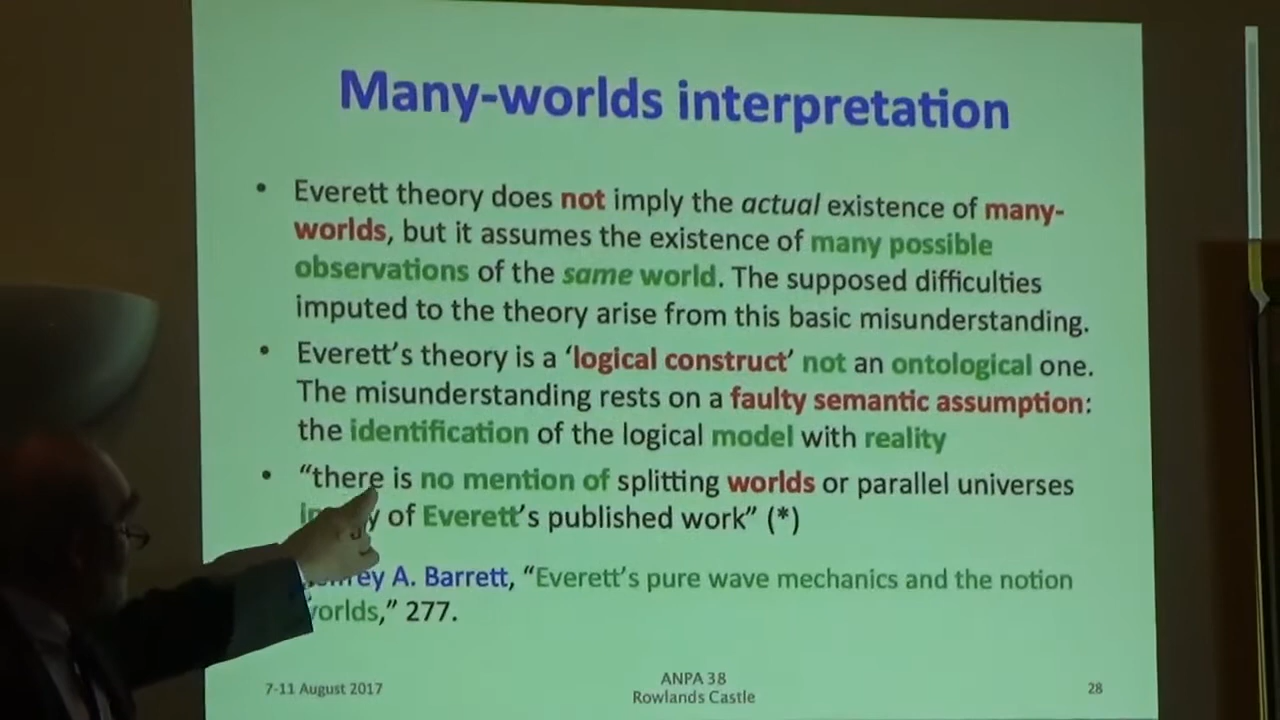 Many-worlds interpretation
• Everett theory does not imply the actual existence of many-
worlds, but it assumes the existence of many possible
observations of the same world. The supposed difficulties
imputed to the theory arise from this basic misunderstanding.
• Everett’s theory is a ‘logical construct’ not an ontological one.
The misunderstanding rests on a faulty semantic assumption:
the identification of the logical model with reality
• “there is no mention of splitting worlds or parallel universes
of Everett’s published work” (*)
A. Barrett, “Everett’s pure wave mechanics and the notion
worlds,” 277.
7-11 August 2017
ANPA 38
Rowlands Castle
28